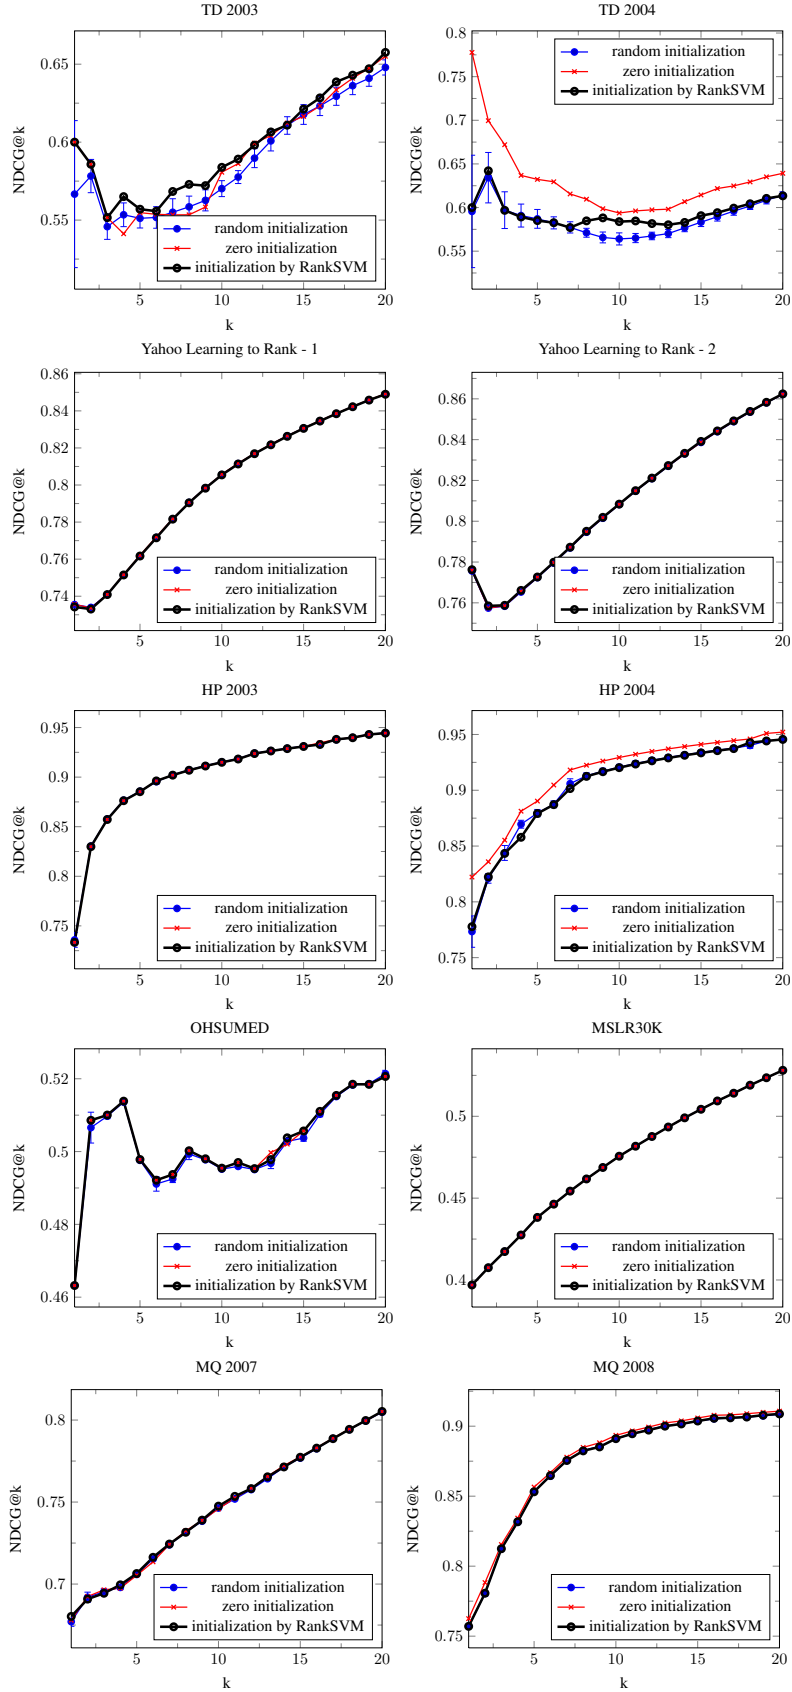 TD 2003
0.65
0.6
0.55
NDCG@k
random initialization
zero initialization
initialization by RankSVM
5
10
15
20
k
TD 2004
0.8
0.75
0.7
0.65
0.6
0.55
NDCG@k
random initialization
zero initialization
initialization by RankSVM
5
10
15
20
k
Yahoo Learning to Rank - 1
0.86
0.84
0.82
0.8
0.78
0.76
0.74
NDCG@k
random initialization
zero initialization
initialization by RankSVM
5
10
15
20
k
Yahoo Learning to Rank - 2
0.86
0.84
0.82
0.8
0.78
0.76
NDCG@k
random initialization
zero initialization
initialization by RankSVM
5
10
15
20
k
HP 2003
0.95
0.9
0.85
0.8
0.75
NDCG@k
random initialization
zero initialization
initialization by RankSVM
5
10
15
20
k
HP 2004
0.95
0.9
0.85
0.8
0.75
NDCG@k
random initialization
zero initialization
initialization by RankSVM
5
10
15
20
k
OHSUMED
0.52
0.5
0.48
0.46
NDCG@k
random initialization
zero initialization
initialization by RankSVM
5
10
15
20
k
MSLR30K
0.5
0.45
0.4
NDCG@k
random initialization
zero initialization
initialization by RankSVM
5
10
15
20
k
MQ 2007
0.8
0.75
0.7
NDCG@k
random initialization
zero initialization
initialization by RankSVM
5
10
15
20
k
MQ 2008
0.9
0.85
0.8
0.75
NDCG@k
random initialization
zero initialization
initialization by RankSVM
5
10
15
20
k